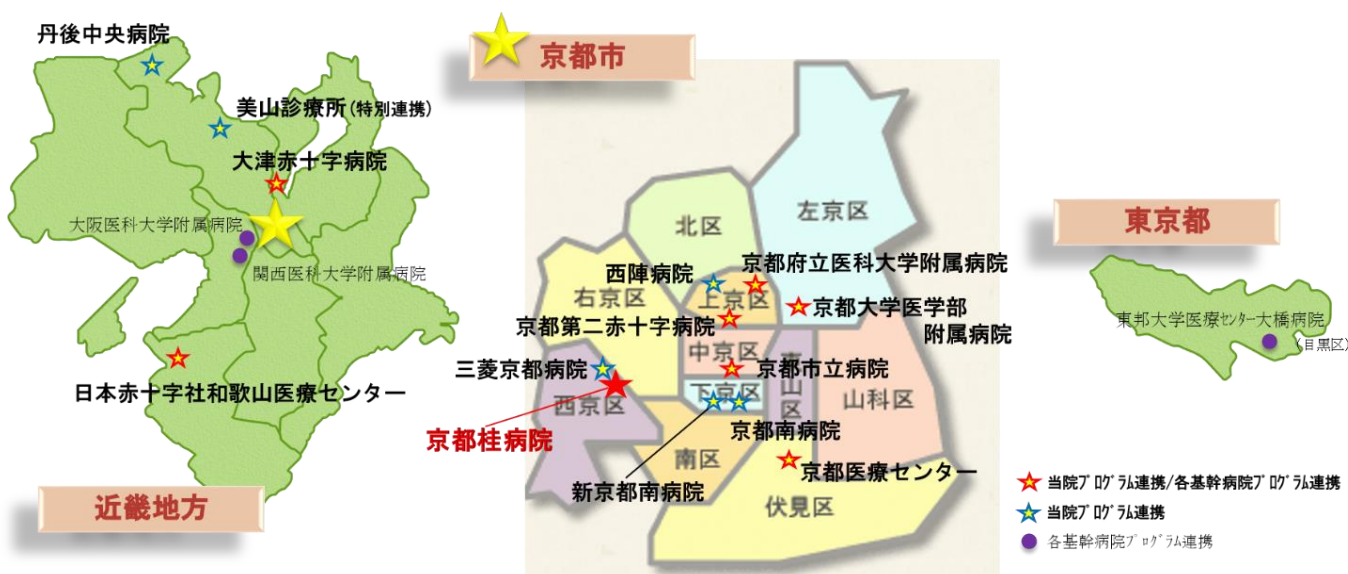 丹後中央病院
美山診療所(特別連携)
大津赤十字病院
大阪医科大学附属病院
関西医科大学附属病院
日本赤十字社和歌山医療センター
近畿地方
京都市
左京区
北区
京都府立医科大学附属病院
西陣病院
右京区
上京区
京都大学医学部
附属病院
京都第二赤十字病院
中京区
東山区
三菱京都病院
京都市立病院
下京区
西京区
山科区
京都桂病院
京都南病院
南区
京都医療センター
新京都南病院
伏見区
東京都
東邦大学医療センター大橋病院
(目黒区)
当院プログラム連携/各基幹病院プログラム連携
当院プログラム連携
各基幹病院プログラム連携